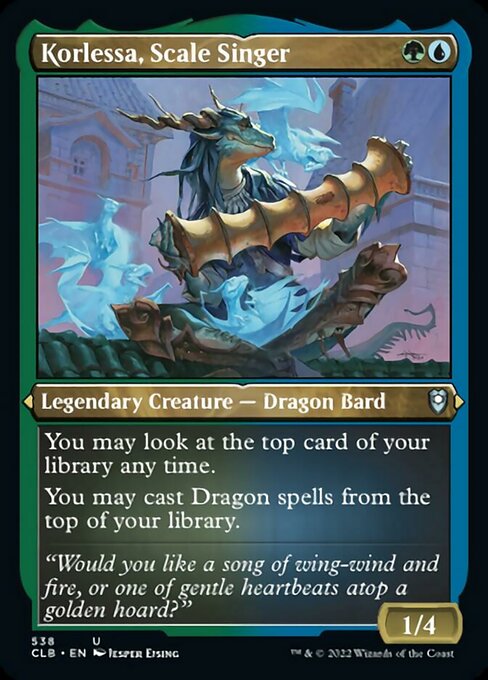 Korlessa, Scale Singer
Legendary Creature — Dragon Bard
You may look at the top card of your
library any time.
You may cast Dragon spells from the
top of your library.
“Would you like a song of wing-wind and
fire, or one of gentle heartbeats atop a
golden hoard?”
1/4
538 U
CLB • EN Jesper Ejsing
™ & © 2022 Wizards of the Coast